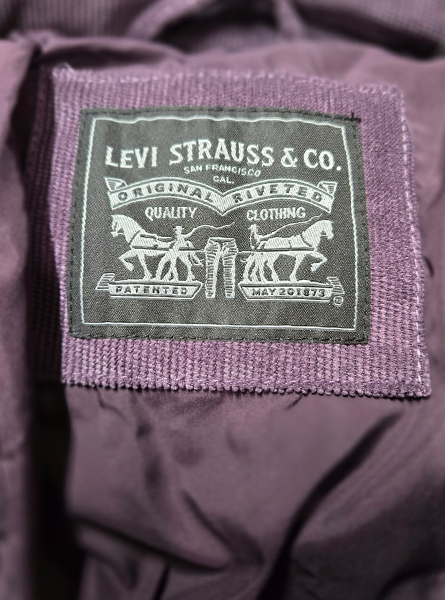 LEVI STRAUSS & CO.
SAN FRANCISCO
CAL.
ORIGINAL RIVETED
QUALITY CLOTHING
PATENTED MAY 20 1873
®